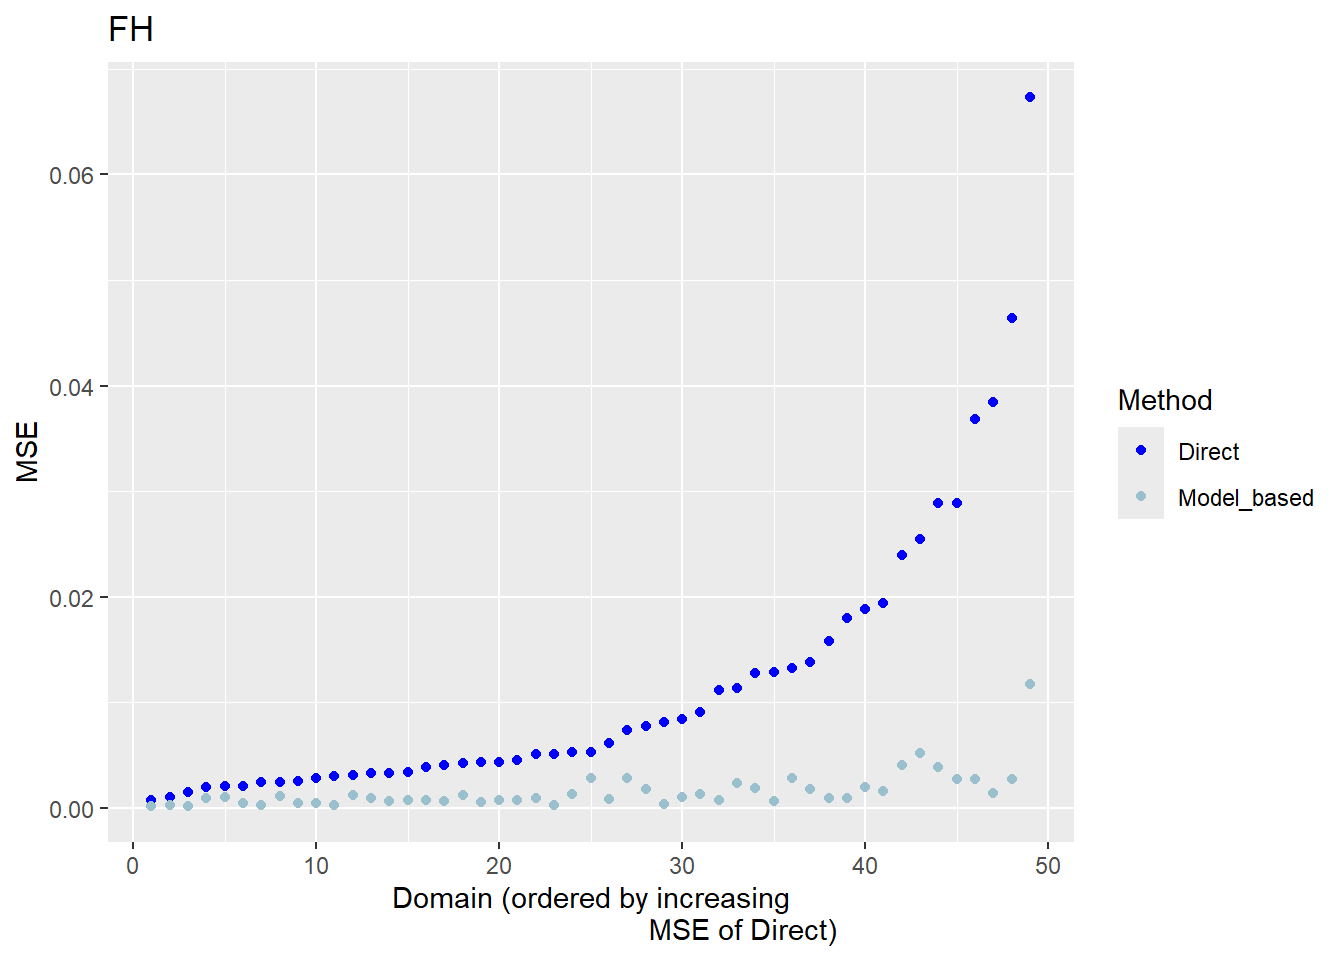 FH
0.06
0.04
0.02
0.00
MSE
0
10
20
30
40
50
Domain (ordered by increasing
MSE of Direct)
Method
Direct
Model_based